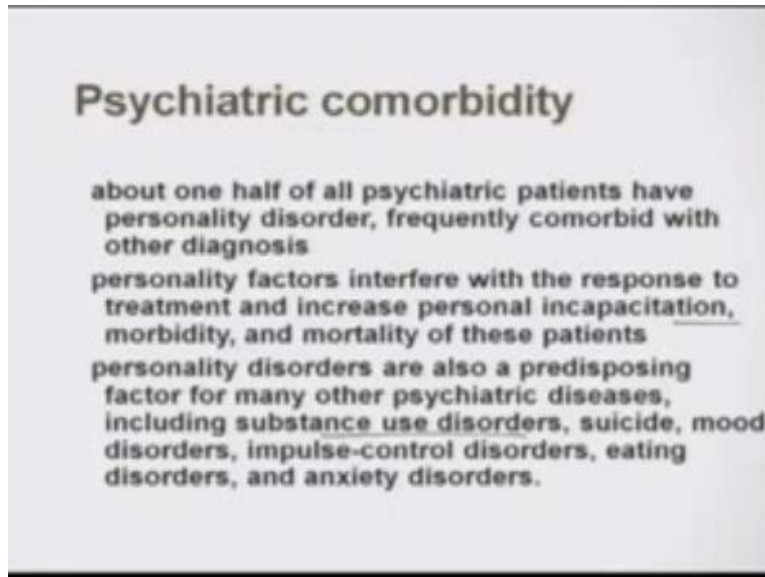 Psychiatric comorbidity
about one half of all psychiatric patients have
personality disorder, frequently comorbid with
other diagnosis
personality factors interfere with the response to
treatment and increase personal incapacitation,
morbidity, and mortality of these patients
personality disorders are also a predisposing
factor for many other psychiatric diseases,
including substance use disorders, suicide, mood
disorders, impulse-control disorders, eating
disorders, and anxiety disorders.